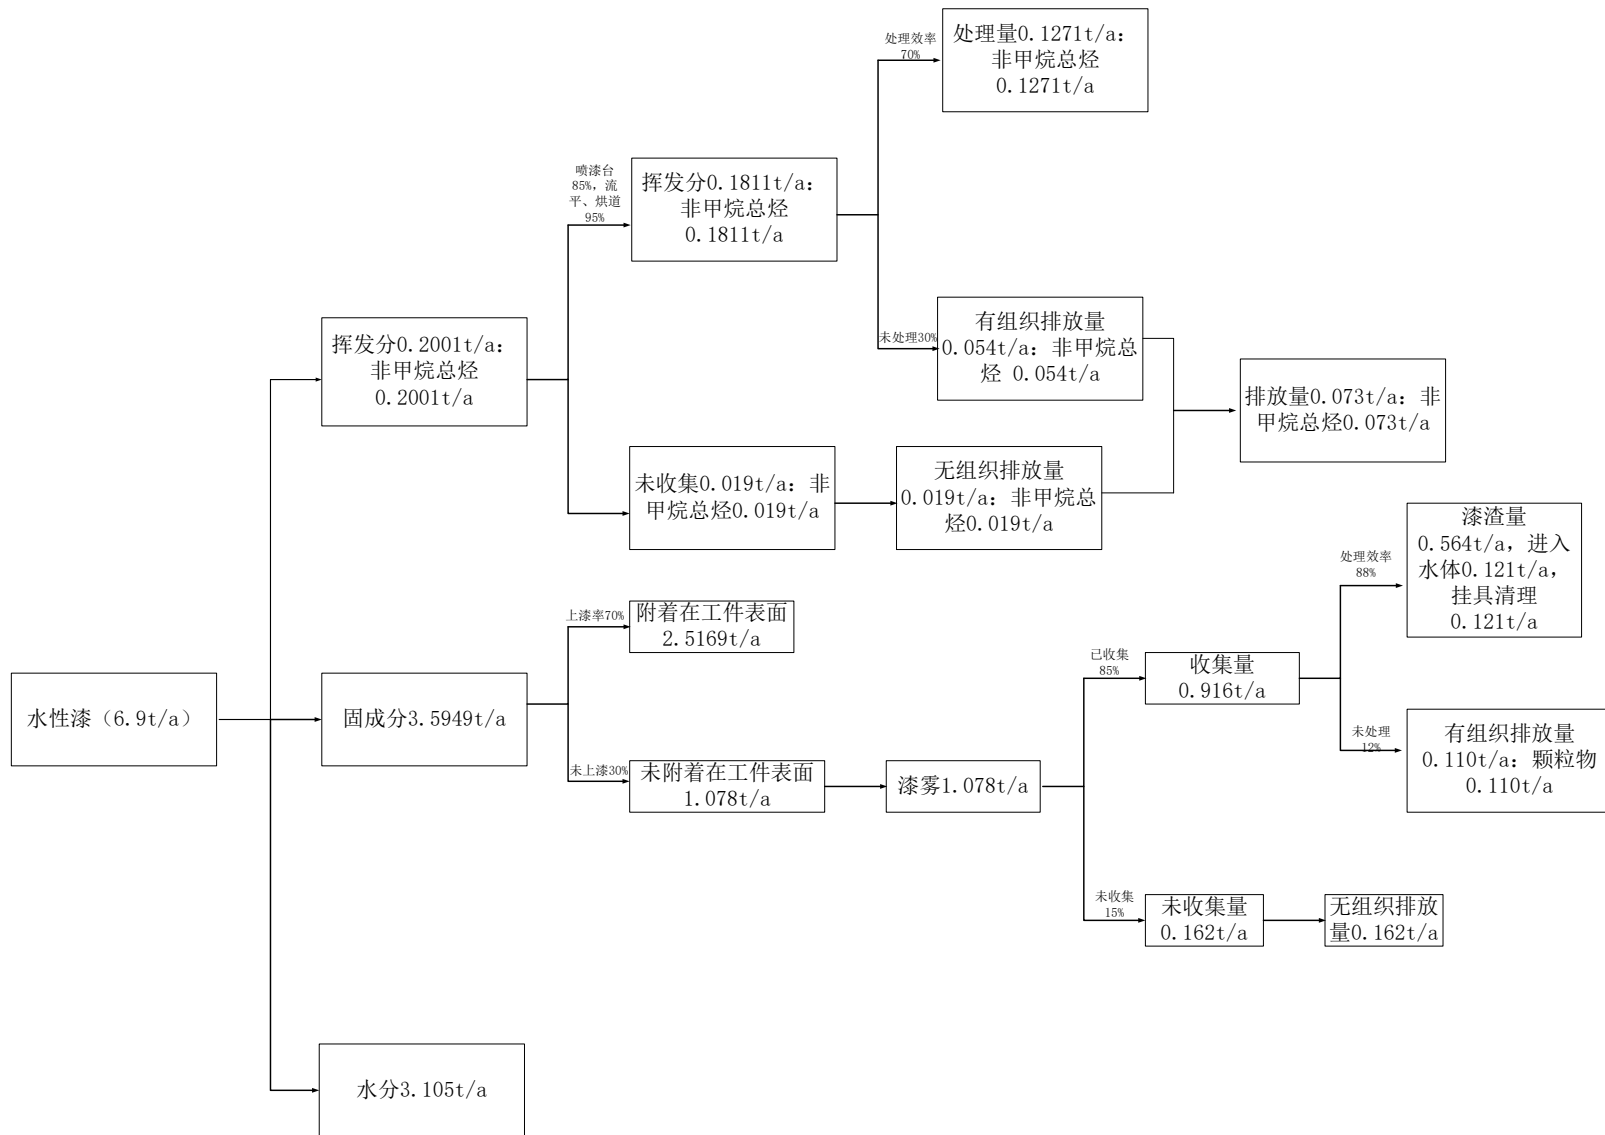 处理效率
70%
处理量0.1271t/a：
非甲烷总烃
0.1271t/a
喷漆台
85%，流
平、烘道
95%
挥发分0.1811t/a：
非甲烷总烃
0.1811t/a
未处理30%
有组织排放量
0.054t/a：非甲烷总
烃 0.054t/a
挥发分0.2001t/a：
非甲烷总烃
0.2001t/a
排放量0.073t/a：非
甲烷总烃0.073t/a
未收集0.019t/a：非
甲烷总烃0.019t/a
无组织排放量
0.019t/a：非甲烷总
烃0.019t/a
处理效率
88%
漆渣量
0.564t/a，进入
水体0.121t/a，
挂具清理
0.121t/a
上漆率70%
附着在工件表面
2.5169t/a
水性漆（6.9t/a）
固成分3.5949t/a
已收集
85%
收集量
0.916t/a
未处理
12%
有组织排放量
0.110t/a：颗粒物
0.110t/a
未上漆30%
未附着在工件表面
1.078t/a
漆雾1.078t/a
未收集
15%
未收集量
0.162t/a
无组织排放
量0.162t/a
水分3.105t/a